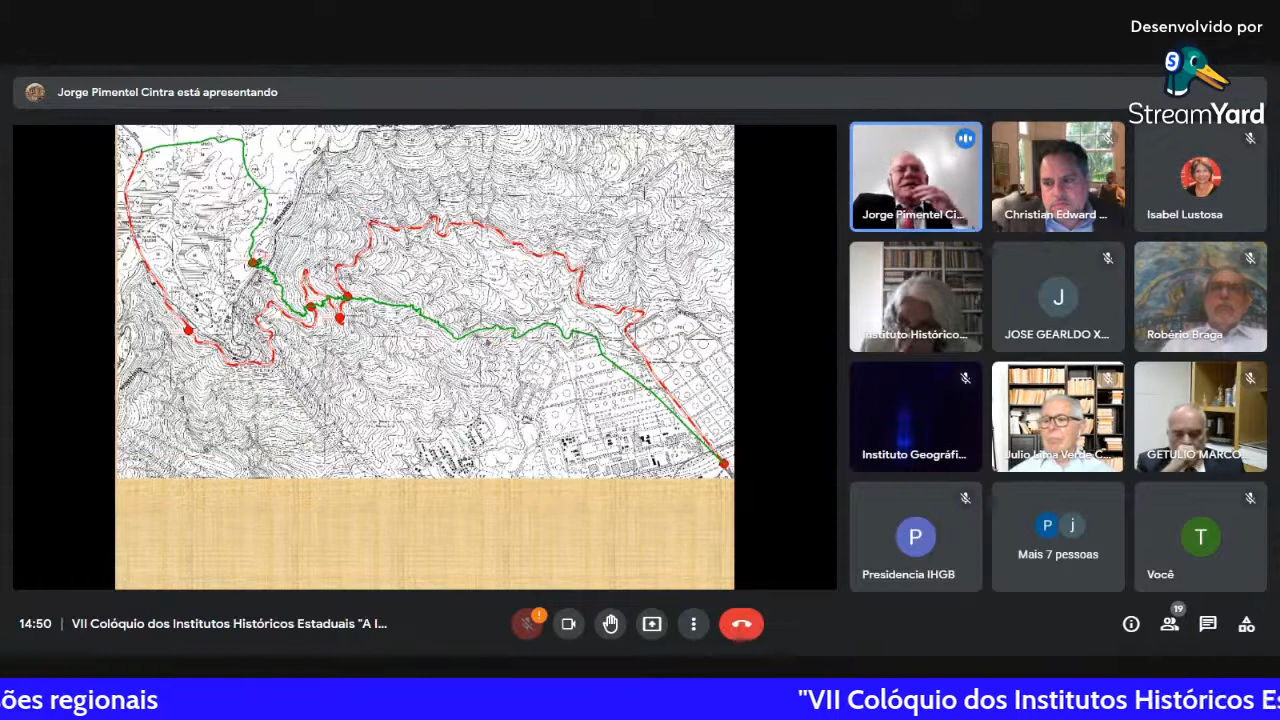 Desenvolvido por
StreamYard
Jorge Pimentel Cintra está apresentando
Jorge Pimentel Ci...
Christian Edward ...
Isabel Lustosa
Instituto Histórico...
JOSE GEARLDO X...
Robério Braga
Instituto Geográfi...
Julio Lima Verde C...
GETULIO MARCO...
P
Presidencia IHGB
P j
Mais 7 pessoas
T
Você
J
14:50 | VII Colóquio dos Institutos Históricos Estaduais "A I...
19
ões regionais
"VII Colóquio dos Institutos Históricos Es